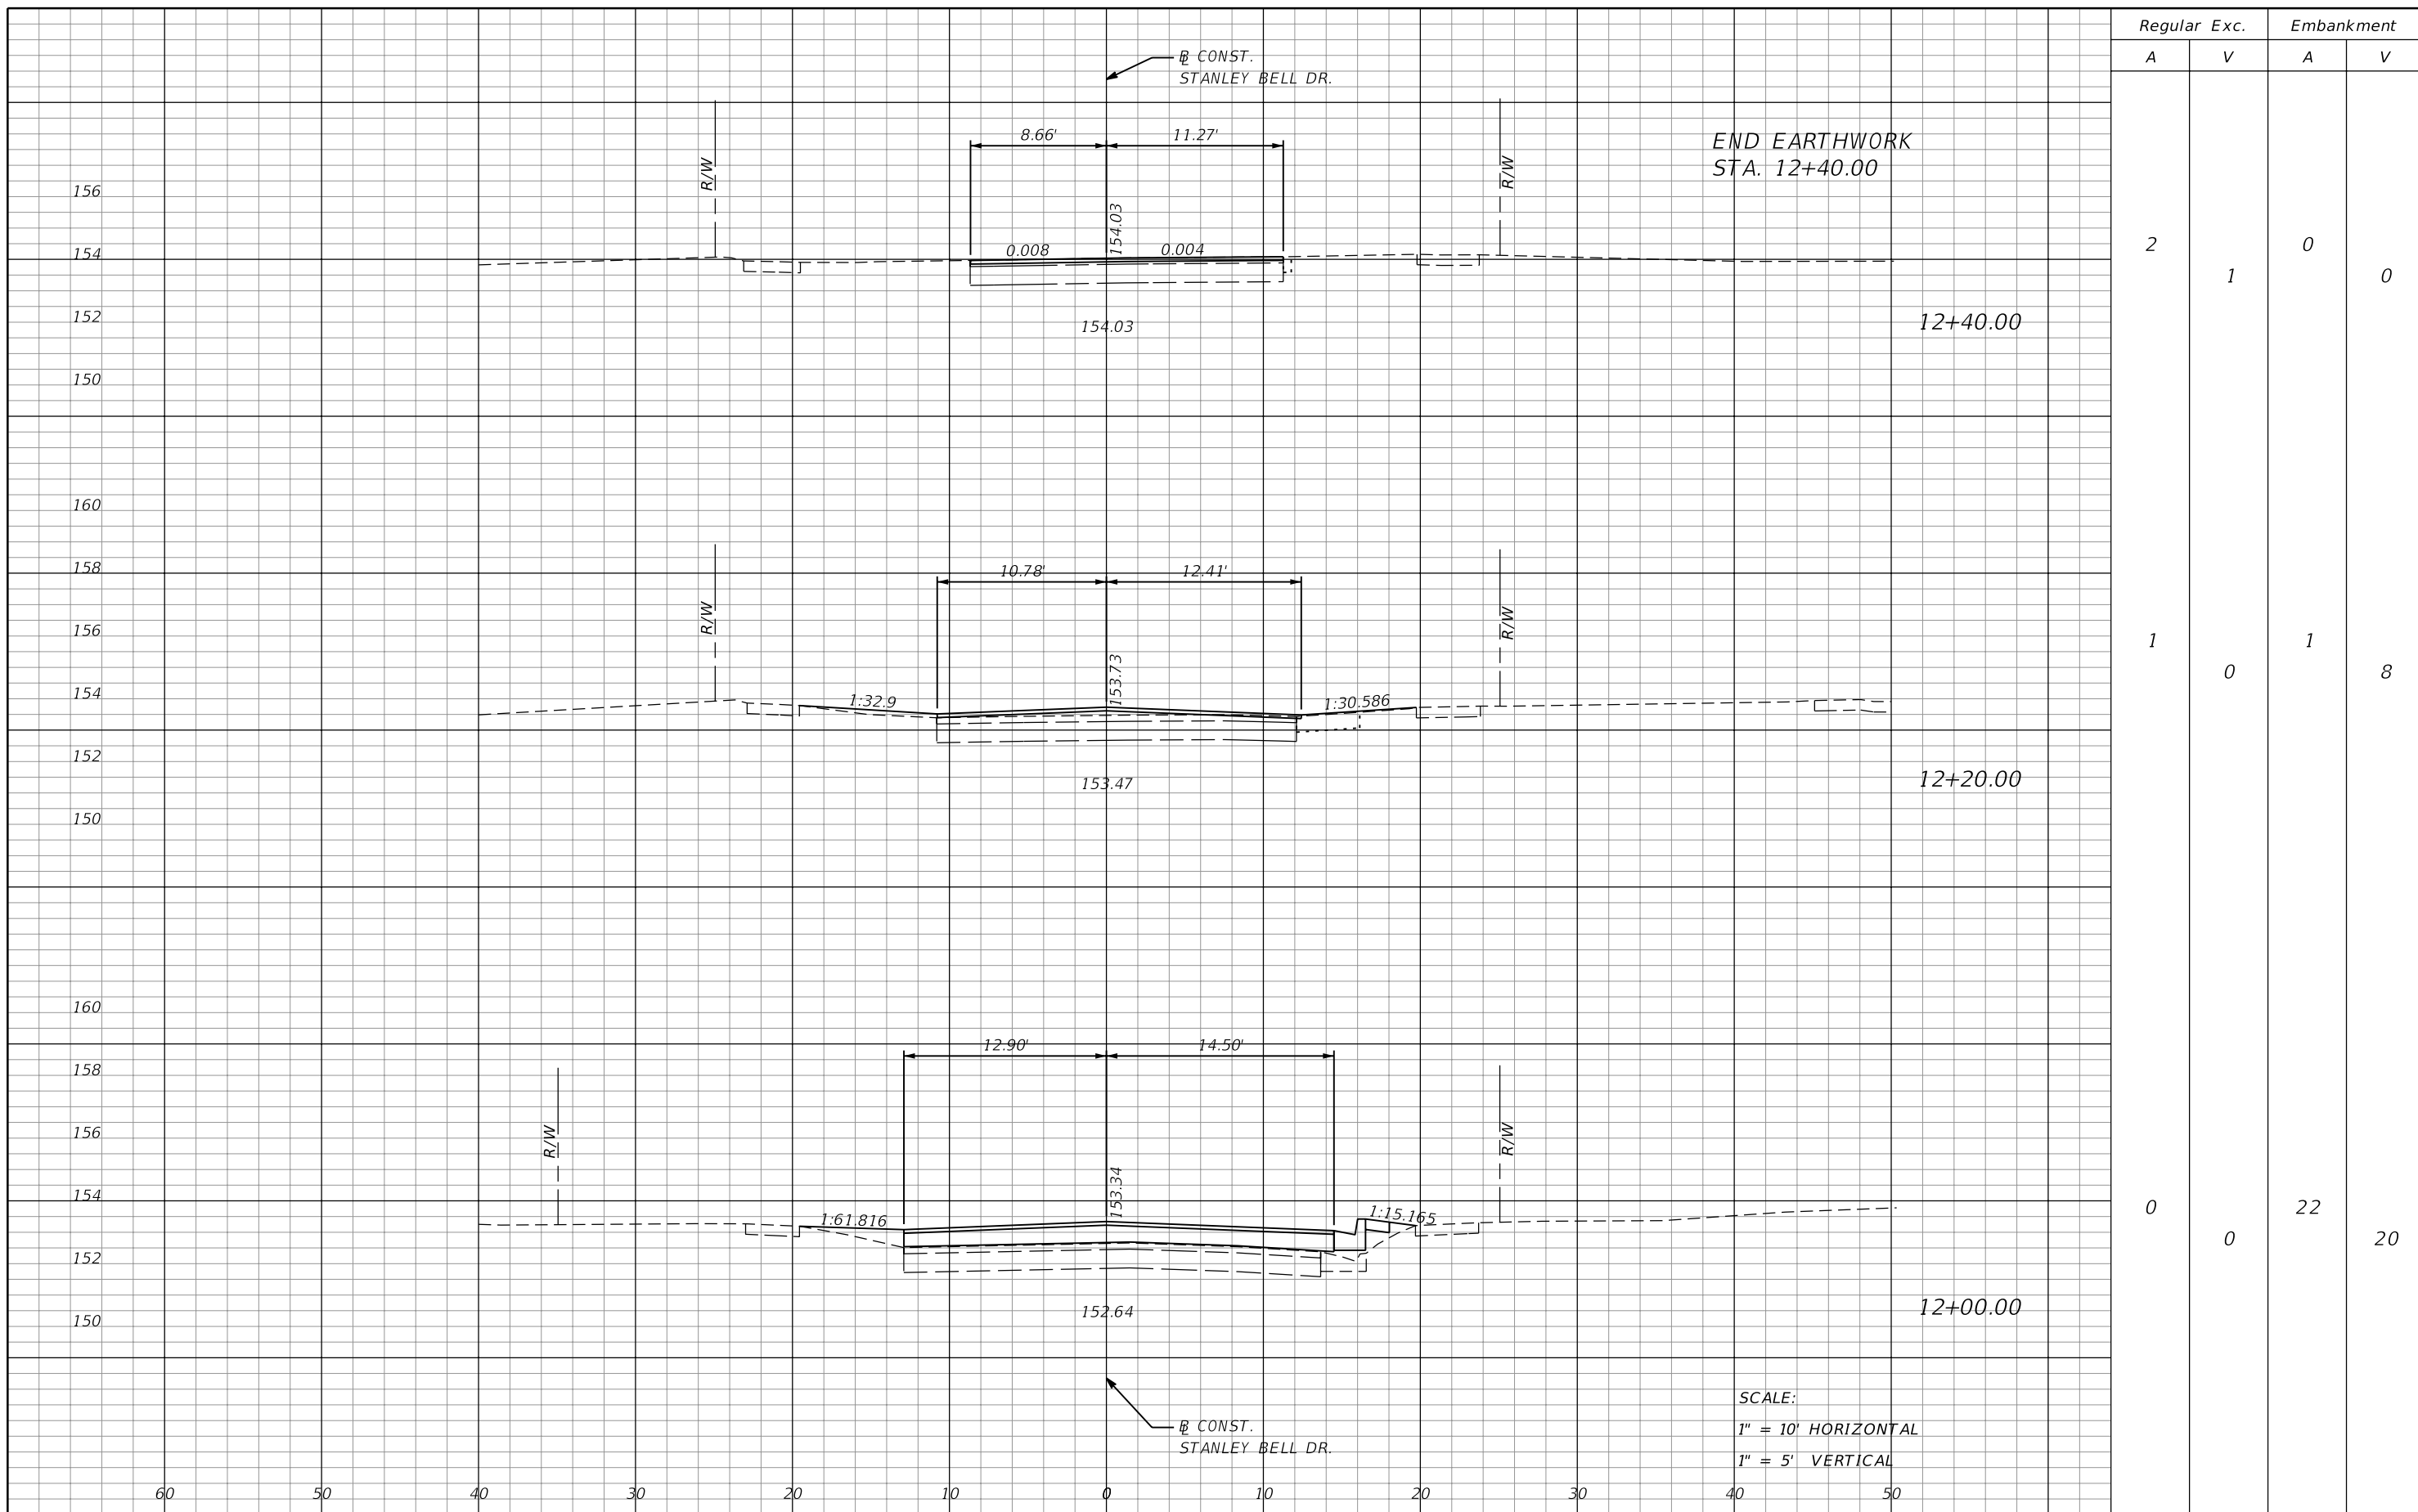 Regular Exc. Embankment
A V A V
B CONST.
STANLEY BELL DR.
8.66' 11.27'
END EARTHWORK
STA. 12+40.00
R/W R/W
156
154.03
154
0.008 0.004
2 0
1 0
152
154.03
12+40.00
150
160
158
10.78' 12.41'
R/W R/W
156
153.73
1 1
0 8
154
1:32.9 1:30.586
152
153.47
12+20.00
150
160
12.90' 14.50'
158
R/W R/W
156
153.34
154
0 22
1:61.816 1:15.165
0 20
152
152.64
12+00.00
150
SCALE:
B CONST.
1" = 10' HORIZONTAL
STANLEY BELL DR.
1" = 5' VERTICAL
60 50 40 30 20 10 0 10 20 30 40 50